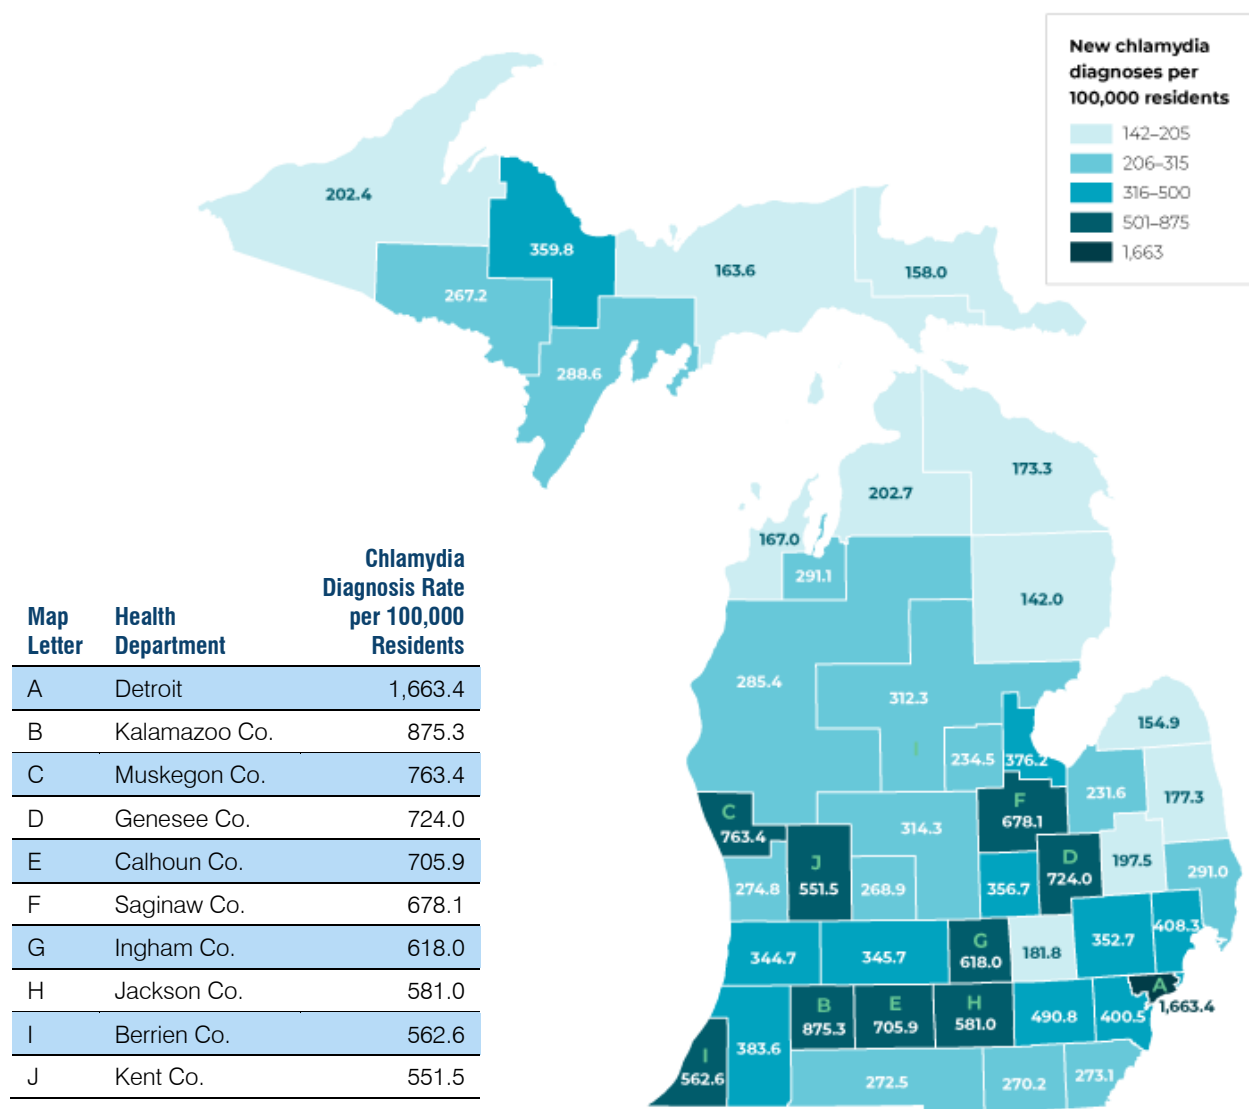 New chlamydia
diagnoses per
100,000 residents
142–205
206–315
316–500
501–875
1,663
202.4
359.8
267.2
288.6
163.6
158.0
173.3
202.7
167.0
291.1
142.0
285.4
312.3
I
234.5
376.2
154.9
231.6
177.3
C
763.4
314.3
F
678.1
197.5
291.0
J
551.5
274.8
268.9
356.7
D
724.0
344.7
345.7
G
618.0
181.8
352.7
408.3
A
1,663.4
B
875.3
E
705.9
H
581.0
490.8
400.5
I
562.6
383.6
272.5
270.2
273.1
Map Letter Health Department Chlamydia Diagnosis Rate per 100,000 Residents
A Detroit 1,663.4
B Kalamazoo Co. 875.3
C Muskegon Co. 763.4
D Genesee Co. 724.0
E Calhoun Co. 705.9
F Saginaw Co. 678.1
G Ingham Co. 618.0
H Jackson Co. 581.0
I Berrien Co. 562.6
J Kent Co. 551.5